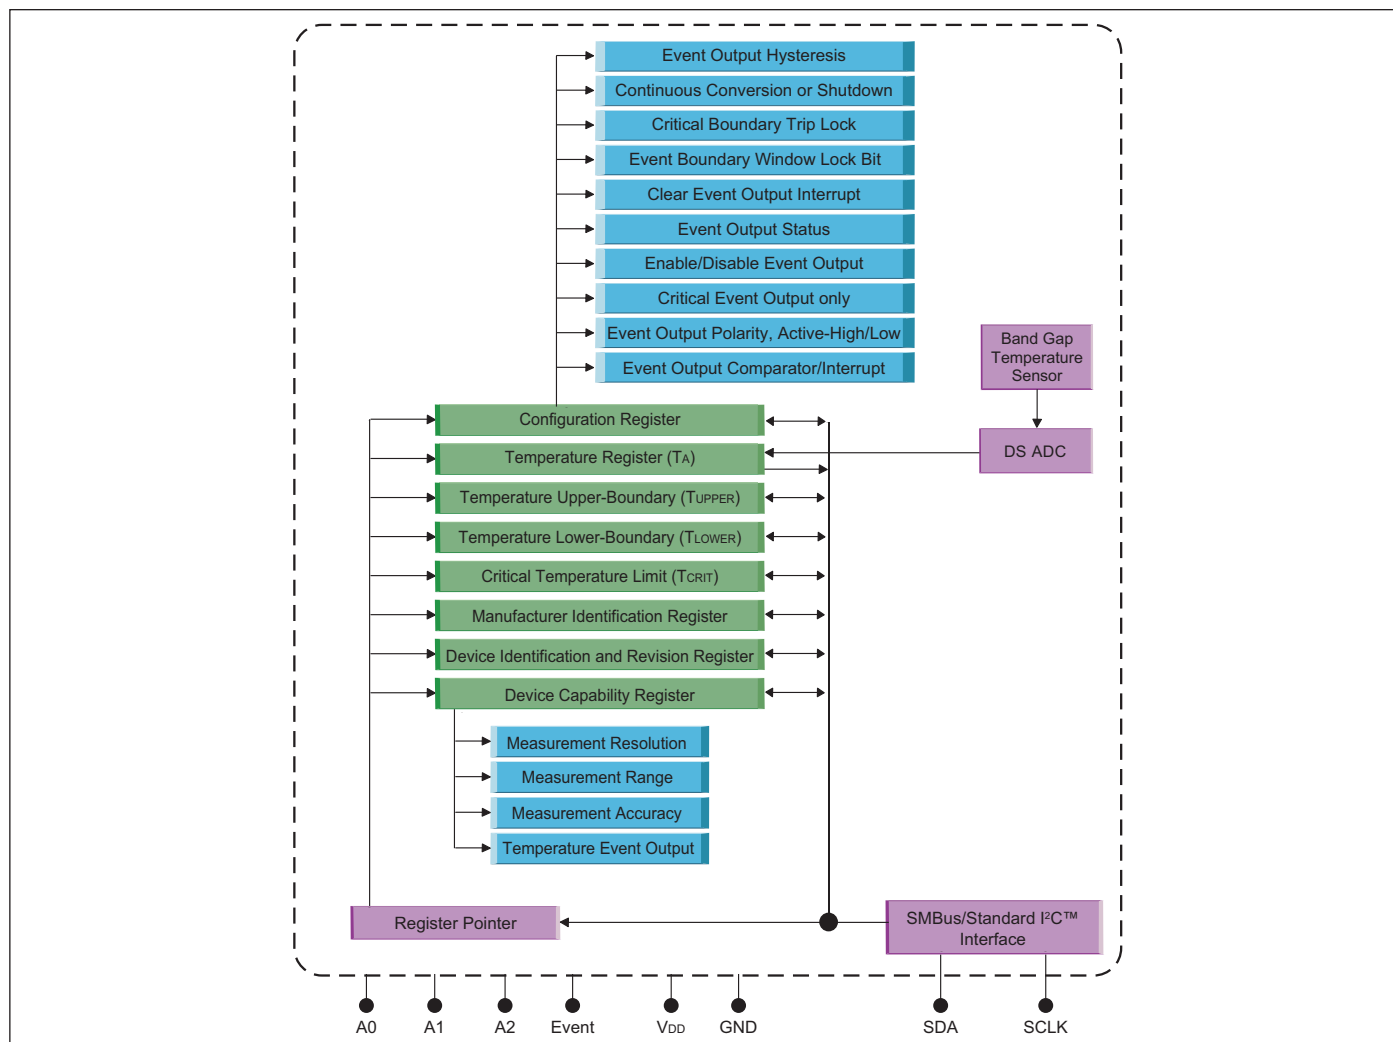 Event Output Hysteresis
Continuous Conversion or Shutdown
Critical Boundary Trip Lock
Event Boundary Window Lock Bit
Clear Event Output Interrupt
Event Output Status
Enable/Disable Event Output
Critical Event Output only
Event Output Polarity, Active-High/Low
Event Output Comparator/Interrupt
Band Gap
Temperature
Sensor
DS ADC
Configuration Register
Temperature Register (TA)
Temperature Upper-Boundary (TUPPER)
Temperature Lower-Boundary (TLOWER)
Critical Temperature Limit (TCRIT)
Manufacturer Identification Register
Device Identification and Revision Register
Device Capability Register
Measurement Resolution
Measurement Range
Measurement Accuracy
Temperature Event Output
Register Pointer
SMBus/Standard I²C™
Interface
A0 A1 A2 Event VDD GND SDA SCLK